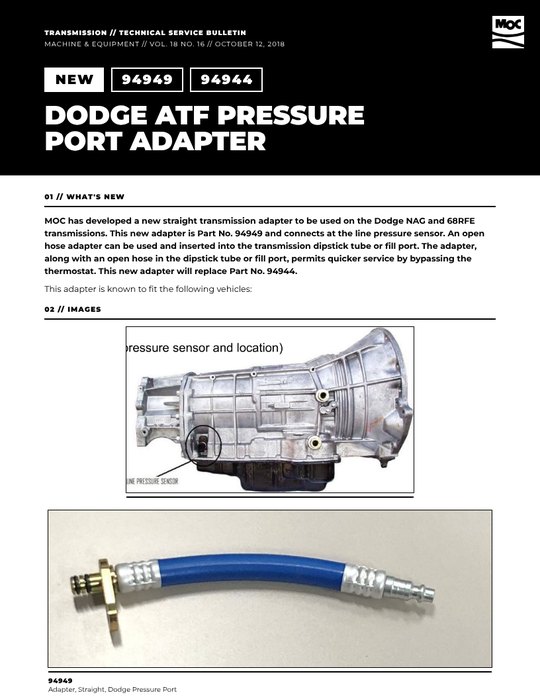 TRANSMISSION // TECHNICAL SERVICE BULLETIN
MACHINE & EQUIPMENT // VOL. 18 NO. 16 // OCTOBER 12, 2018
MOC
NEW 94949 94944
DODGE ATF PRESSURE
PORT ADAPTER
01 // WHAT'S NEW
MOC has developed a new straight transmission adapter to be used on the Dodge NAG and 68RFE
transmissions. This new adapter is Part No. 94949 and connects at the line pressure sensor. An open
hose adapter can be used and inserted into the transmission dipstick tube or fill port. The adapter,
along with an open hose in the dipstick tube or fill port, permits quicker service by bypassing the
thermostat. This new adapter will replace Part No. 94944.
This adapter is known to fit the following vehicles:
02 // IMAGES
ressure sensor and location)
LINE PRESSURE SENSOR
94949
Adapter, Straight, Dodge Pressure Port